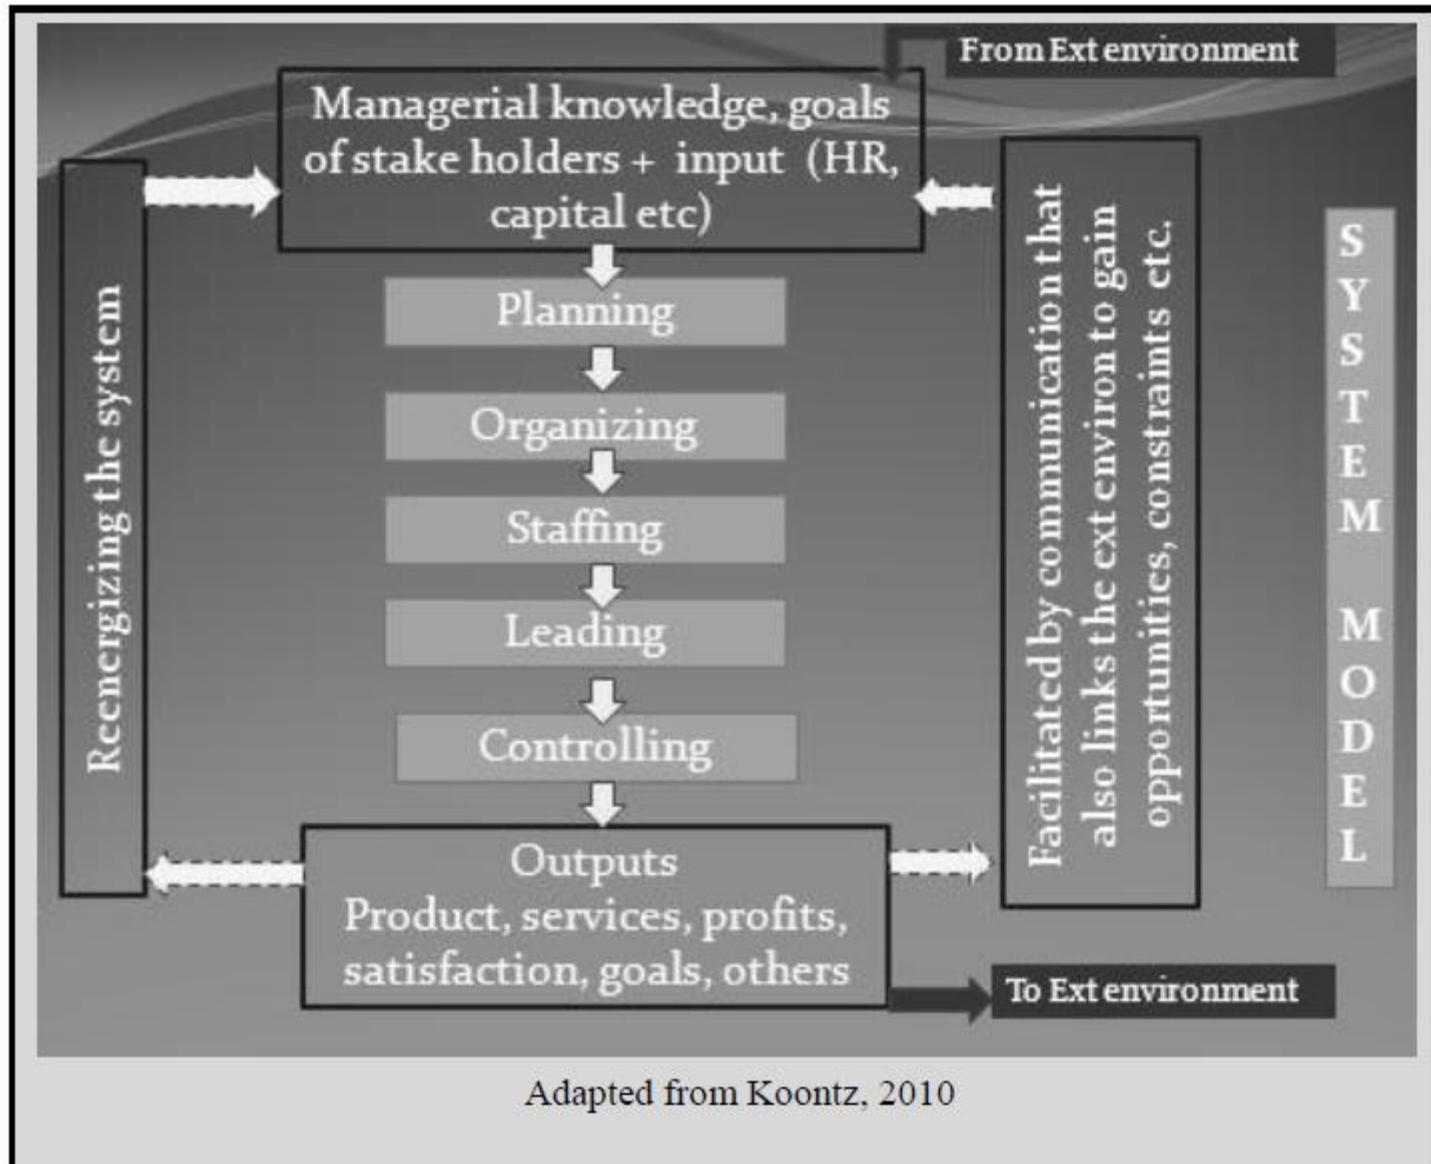 From Ext environment
Managerial knowledge, goals
of stake holders + input (HR,
capital etc)
Planning
Organizing
Staffing
Leading
Controlling
Outputs
Product, services, profits,
satisfaction, goals, others
Reenergizing the system
Facilitated by communication that
also links the ext environ to gain
opportunities, constraints etc.
SYSTEM MODEL
To Ext environment
Adapted from Koontz, 2010